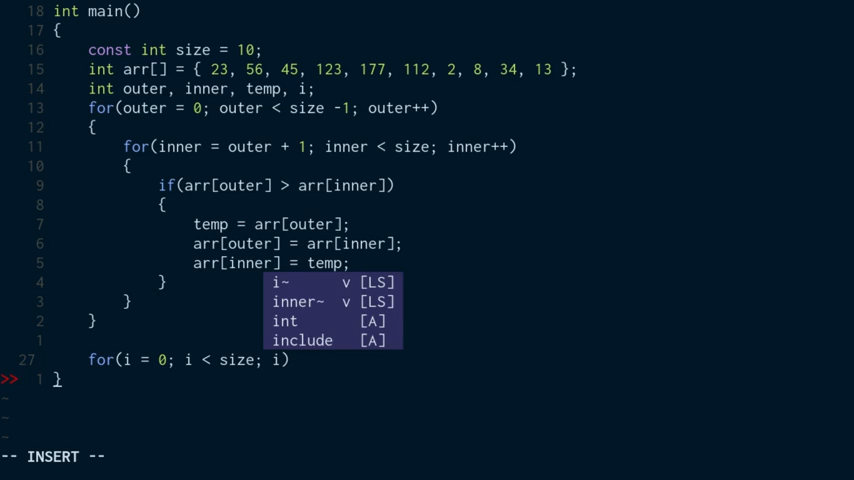 18 int main()
17 {
16     const int size = 10;
15     int arr[] = { 23, 56, 45, 123, 177, 112, 2, 8, 34, 13 };
14     int outer, inner, temp, i;
13     for(outer = 0; outer < size -1; outer++)
12     {
11         for(inner = outer + 1; inner < size; inner++)
10         {
9             if(arr[outer] > arr[inner])
8             {
7                 temp = arr[outer];
6                 arr[outer] = arr[inner];
5                 arr[inner] = temp;
4             }    i~      v [LS]
3         }    inner~  v [LS]
2     }    int       [A]
1    include   [A]
27     for(i = 0; i < size; i)
>> 1 }
~
~
~
-- INSERT --